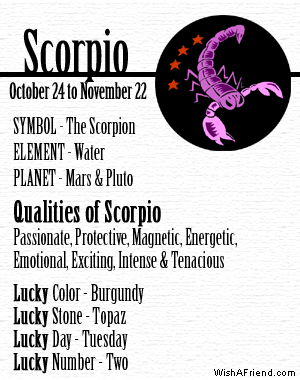 Scorpio
October 24 to November 22
SYMBOL - The Scorpion
ELEMENT - Water
PLANET - Mars & Pluto
Qualities of Scorpio
Passionate, Protective, Magnetic, Energetic,
Emotional, Exciting, Intense & Tenacious
Lucky Color - Burgundy
Lucky Stone - Topaz
Lucky Day - Tuesday
Lucky Number - Two
WishAFriend.com